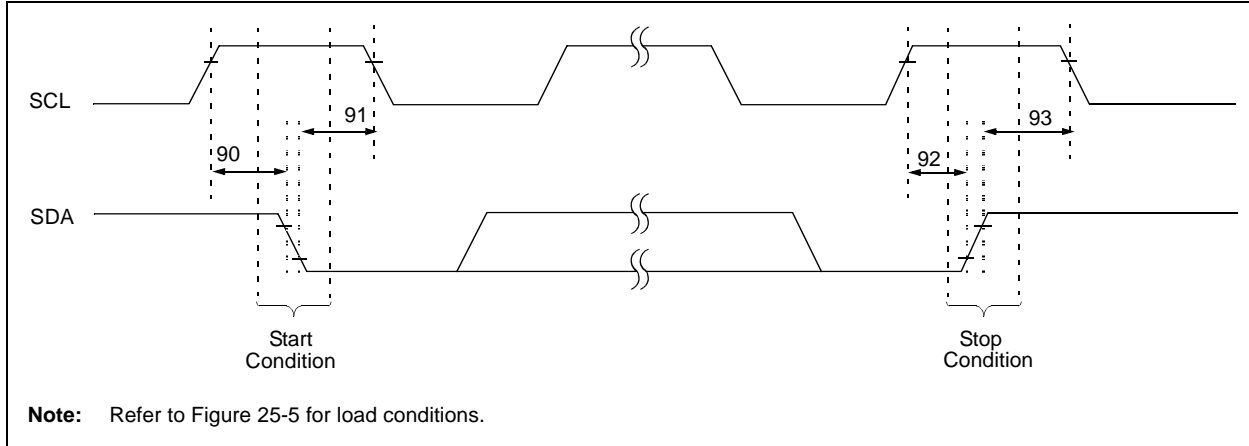 SCL
91
93
90
92
SDA
Start
Condition
Stop
Condition
Note: Refer to Figure 25-5 for load conditions.